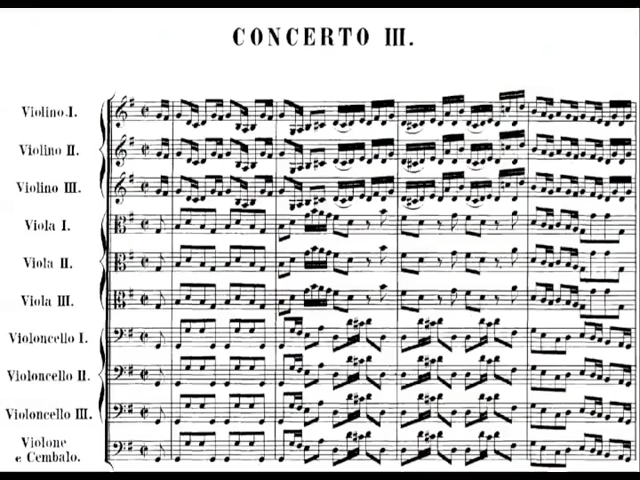 CONCERTO III.
Violino I.
Violino II.
Violino III.
Viola I.
Viola II.
Viola III.
Violoncello I.
Violoncello II.
Violoncello III.
Violone
e Cembalo.